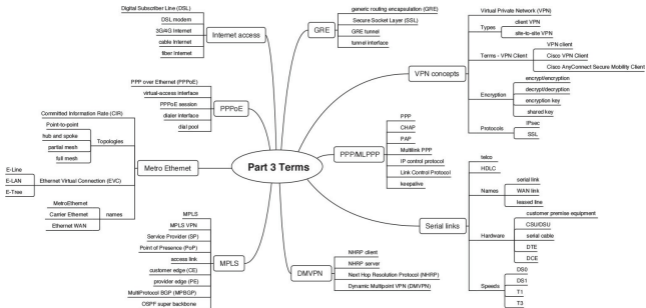 Part 3 Terms
Internet access
Digital Subscriber Line (DSL)
DSL modem
3G/4G Internet
cable Internet
fiber Internet
PPPoE
PPP over Ethernet (PPPoE)
virtual-access interface
PPPoE session
dialer interface
dial pool
Metro Ethernet
Committed Information Rate (CIR)
Topologies
Point-to-point
hub and spoke
partial mesh
full mesh
Ethernet Virtual Connection (EVC)
E-Line
E-LAN
E-Tree
names
MetroEthernet
Carrier Ethernet
Ethernet WAN
MPLS
MPLS
MPLS VPN
Service Provider (SP)
Point of Presence (PoP)
access link
customer edge (CE)
provider edge (PE)
MultiProtocol BGP (MPBGP)
OSPF super backbone
GRE
generic routing encapsulation (GRE)
Secure Socket Layer (SSL)
GRE tunnel
tunnel interface
VPN concepts
Virtual Private Network (VPN)
Types
client VPN
site-to-site VPN
Terms - VPN Client
VPN client
Cisco VPN Client
Cisco AnyConnect Secure Mobility Client
Encryption
encrypt/encryption
decrypt/decryption
encryption key
shared key
Protocols
IPsec
SSL
PPP/MLPPP
PPP
CHAP
PAP
Multilink PPP
IP control protocol
Link Control Protocol
keepalive
Serial links
telco
HDLC
Names
serial link
WAN link
leased line
Hardware
customer premise equipment
CSU/DSU
serial cable
DTE
DCE
Speeds
DS0
DS1
T1
T3
DMVPN
NHRP client
NHRP server
Next Hop Resolution Protocol (NHRP)
Dynamic Multipoint VPN (DMVPN)